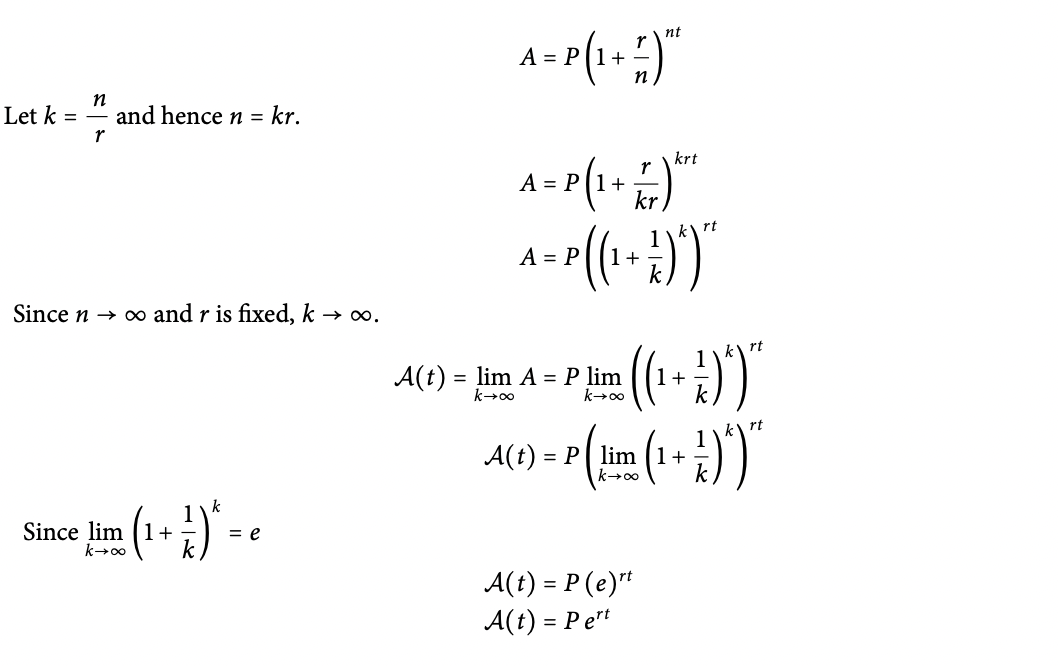 A = P(1 + r/n)^{nt}
Let k = n/r and hence n = kr.
A = P(1 + r/kr)^{krt}
A = P((1 + 1/k)^k)^{rt}
Since n → ∞ and r is fixed, k → ∞.
𝒜(t) = lim_{k→∞} A = P lim_{k→∞} ((1 + 1/k)^k)^{rt}
𝒜(t) = P(lim_{k→∞} (1 + 1/k)^k)^{rt}
Since lim_{k→∞} (1 + 1/k)^k = e
𝒜(t) = P(e)^{rt}
𝒜(t) = Pe^{rt}